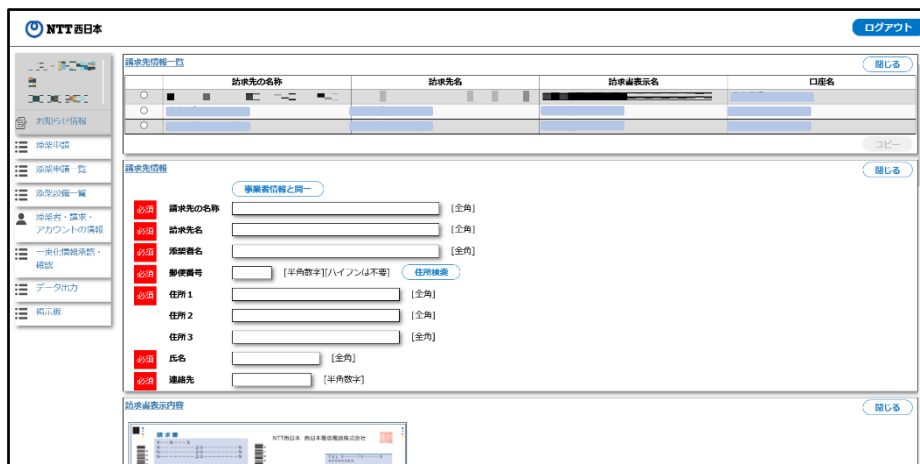 NTT西日本
ログアウト
お知らせ情報
添架申請
添架申請一覧
添架設備一覧
添架者・請求・
アカウントの情報
一束化情報承認・
確認
データ出力
掲示板
請求先情報一覧
閉じる
請求先の名称 請求先名 請求書表示名 口座名
コピー
請求先情報
閉じる
事業者情報と同一
必須 請求先の名称 [全角]
必須 請求先名 [全角]
必須 添架者名 [全角]
必須 郵便番号 [半角数字][ハイフンは不要] 住所検索
必須 住所1 [全角]
住所2 [全角]
住所3 [全角]
必須 氏名 [全角]
必須 連絡先 [半角数字]
請求書表示内容
閉じる
請求書
NTT西日本 西日本電信電話株式会社